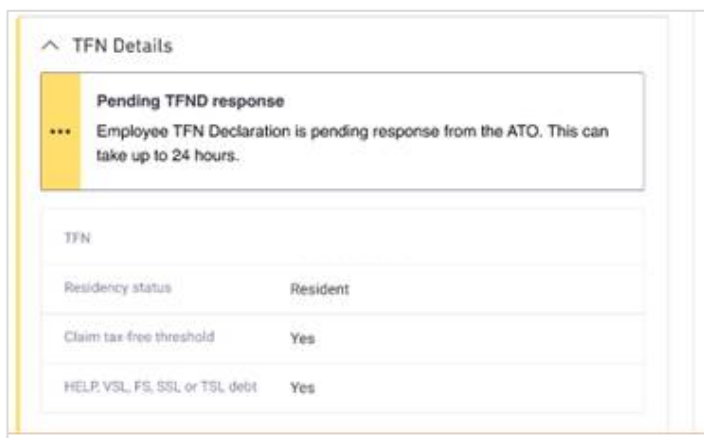 TFN Details
Pending TFND response
Employee TFN Declaration is pending response from the ATO. This can
take up to 24 hours.
TFN
Residency status Resident
Claim tax-free threshold Yes
HELP, VSL, FS, SSL or TSL debt Yes